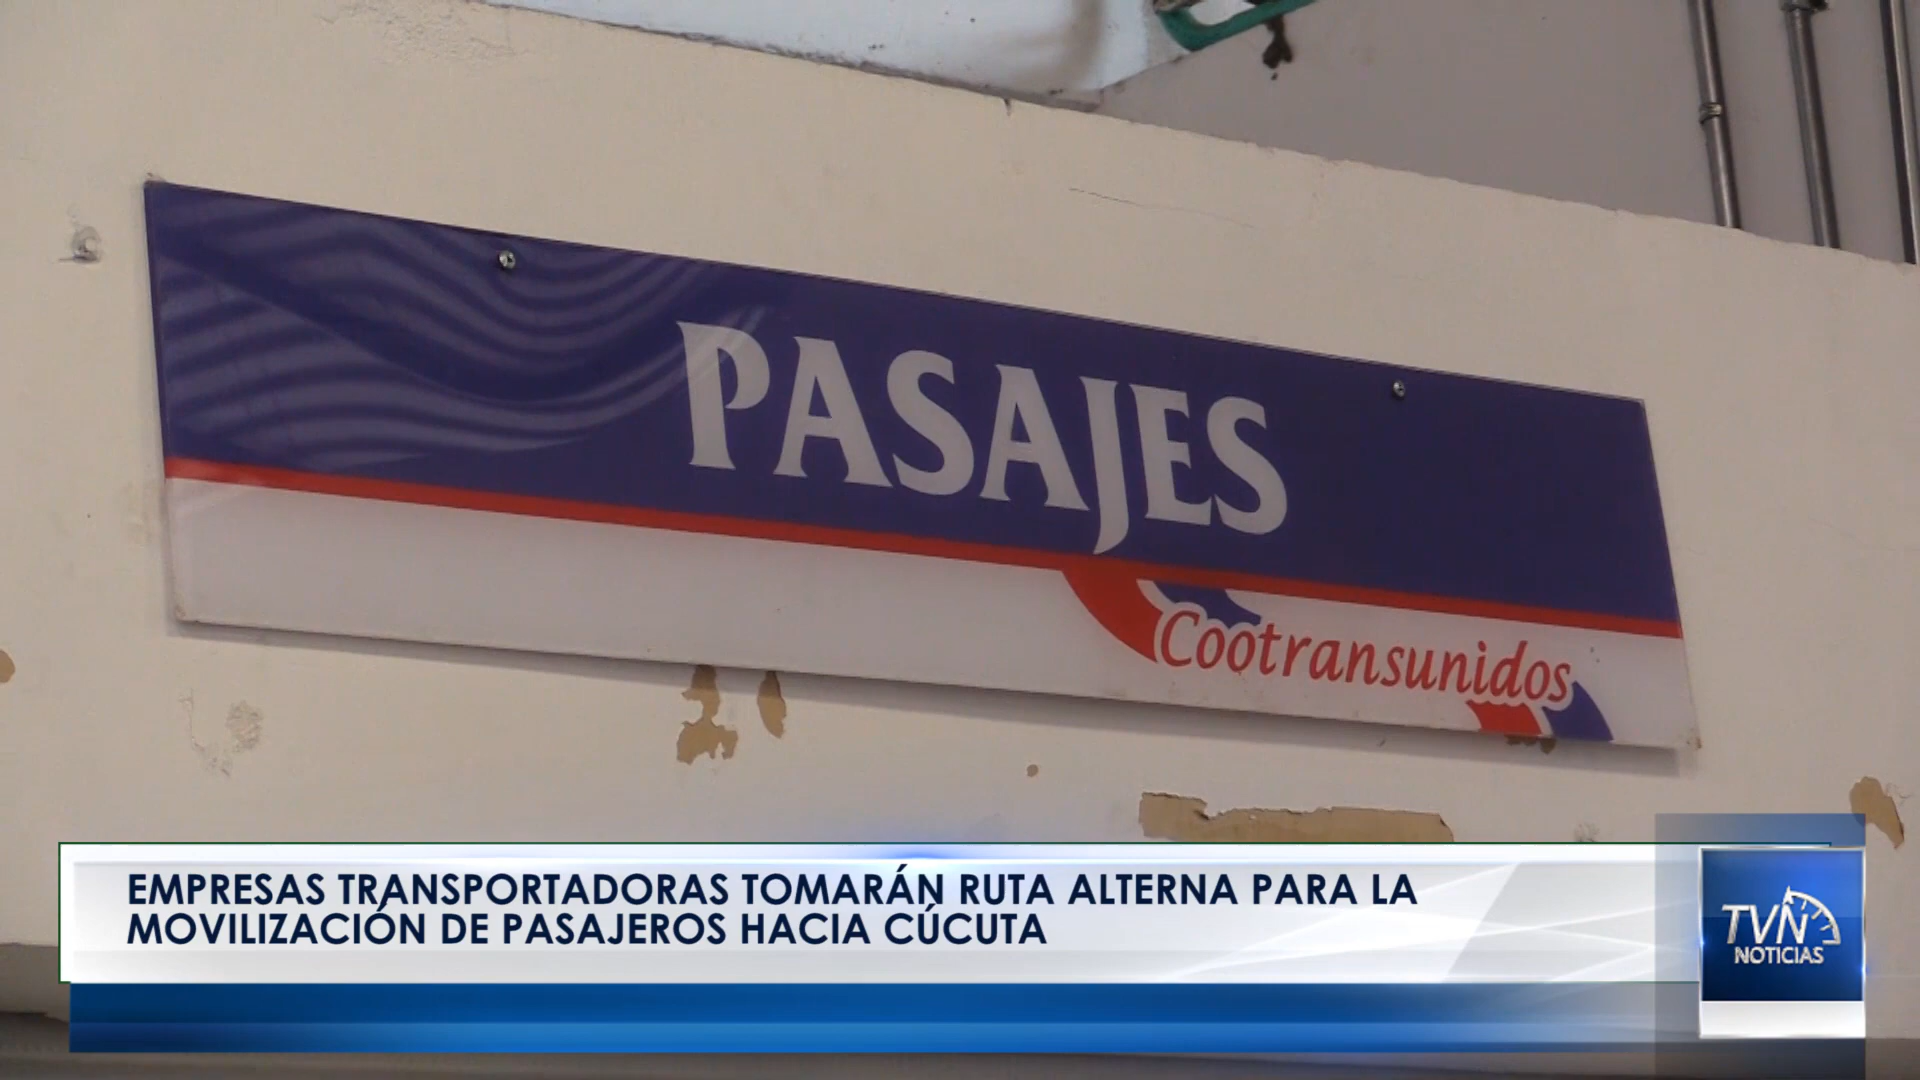 PASAJES
Cootransunidos
EMPRESAS TRANSPORTADORAS TOMARÁN RUTA ALTERNA PARA LA
MOVILIZACIÓN DE PASAJEROS HACIA CÚCUTA
TVN
NOTICIAS